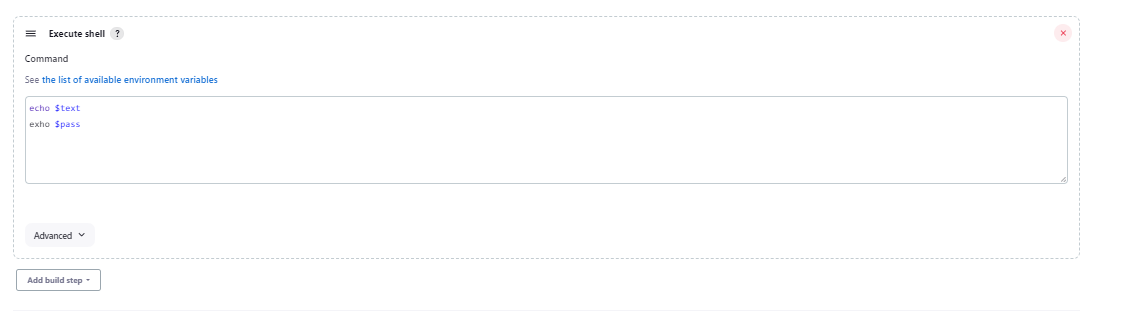 Execute shell ?
Command
See the list of available environment variables
echo $text
exho $pass
Advanced
Add build step